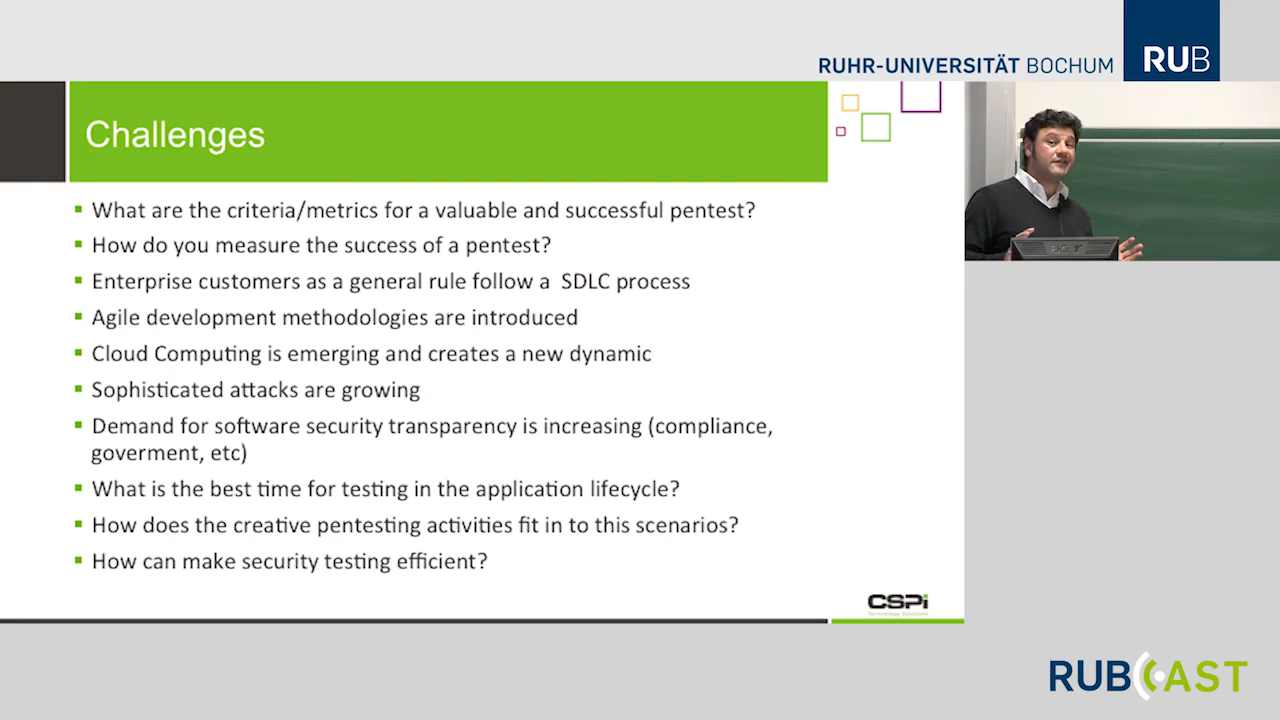 RUHR-UNIVERSITÄT BOCHUM
RUB
Challenges
What are the criteria/metrics for a valuable and successful pentest?
How do you measure the success of a pentest?
Enterprise customers as a general rule follow a SDLC process
Agile development methodologies are introduced
Cloud Computing is emerging and creates a new dynamic
Sophisticated attacks are growing
Demand for software security transparency is increasing (compliance,
goverment, etc)
What is the best time for testing in the application lifecycle?
How does the creative pentesting activities fit in to this scenarios?
How can make security testing efficient?
CSPi
RUBCAST